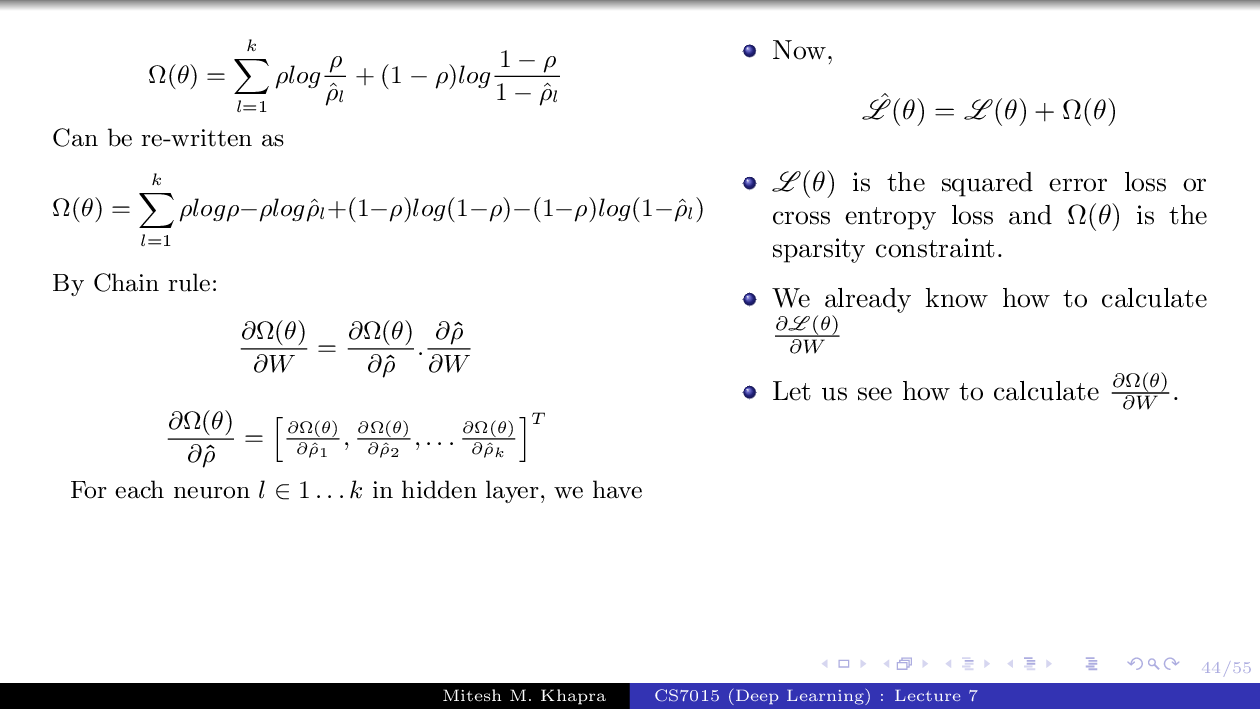 Ω(θ) = ∑_{l=1}^{k} ρlog ρ/ρ̂_l + (1 − ρ)log (1 − ρ)/(1 − ρ̂_l)
Can be re-written as
Ω(θ) = ∑_{l=1}^{k} ρlogρ−ρlogρ̂_l+(1−ρ)log(1−ρ)−(1−ρ)log(1−ρ̂_l)
By Chain rule:
∂Ω(θ)/∂W = ∂Ω(θ)/∂ρ̂ . ∂ρ̂/∂W
∂Ω(θ)/∂ρ̂ = [∂Ω(θ)/∂ρ̂_1, ∂Ω(θ)/∂ρ̂_2, . . . ∂Ω(θ)/∂ρ̂_k]^T
For each neuron l ∈ 1 . . . k in hidden layer, we have
Now,
ℒ̂(θ) = ℒ(θ) + Ω(θ)
ℒ(θ) is the squared error loss or
cross entropy loss and Ω(θ) is the
sparsity constraint.
We already know how to calculate
∂ℒ(θ)/∂W
Let us see how to calculate ∂Ω(θ)/∂W.
44/55
Mitesh M. Khapra
CS7015 (Deep Learning) : Lecture 7